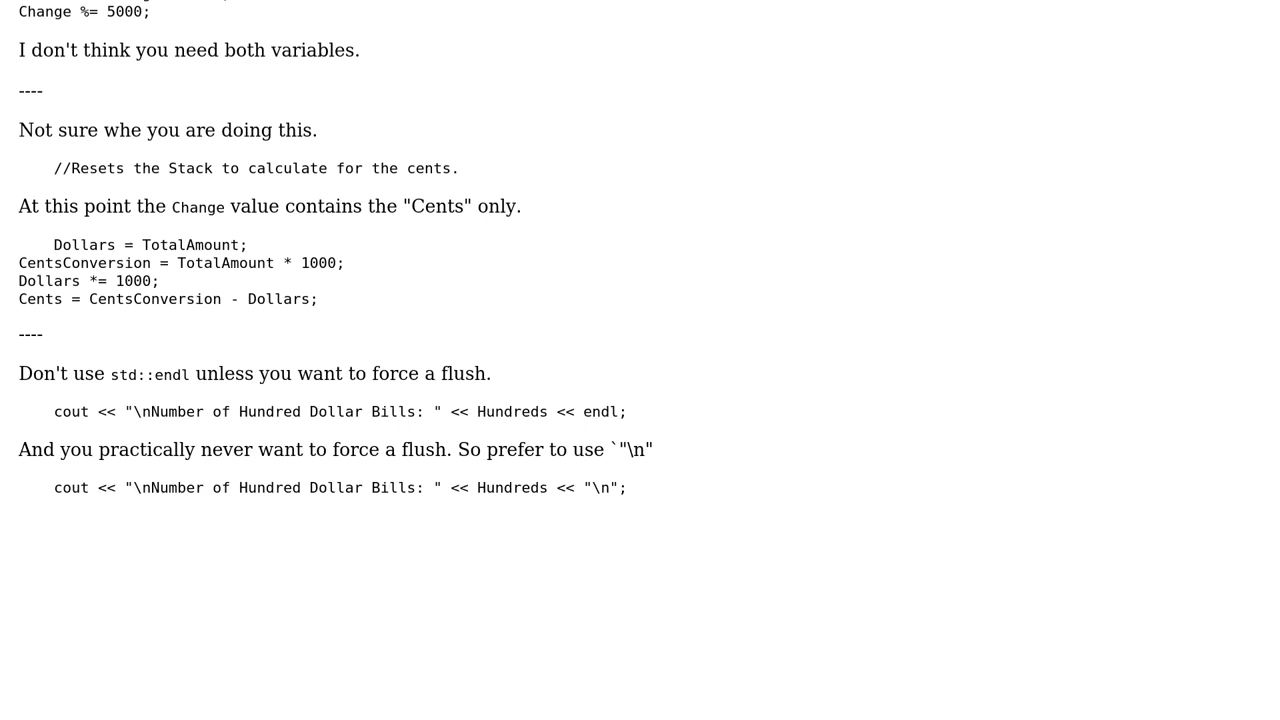 Change %= 5000;
I don't think you need both variables.
----
Not sure whe you are doing this.
//Resets the Stack to calculate for the cents.
At this point the Change value contains the "Cents" only.
Dollars = TotalAmount;
CentsConversion = TotalAmount * 1000;
Dollars *= 1000;
Cents = CentsConversion - Dollars;
----
Don't use std::endl unless you want to force a flush.
cout << "\nNumber of Hundred Dollar Bills: " << Hundreds << endl;
And you practically never want to force a flush. So prefer to use `"\n"
cout << "\nNumber of Hundred Dollar Bills: " << Hundreds << "\n";